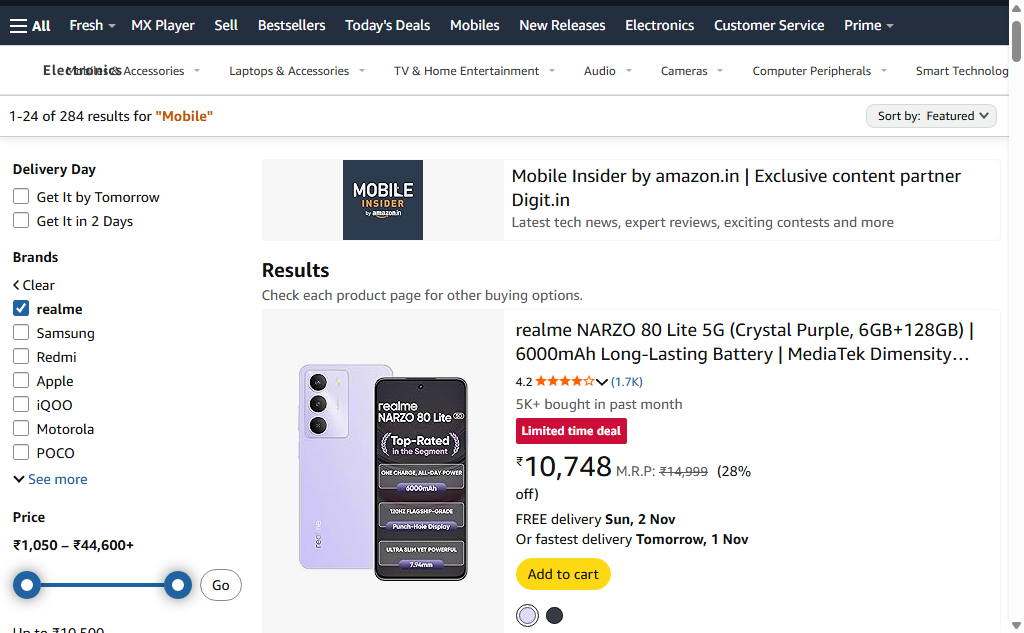 All Fresh MX Player Sell Bestsellers Today's Deals Mobiles New Releases Electronics Customer Service Prime
Electronics Mobiles & Accessories Laptops & Accessories TV & Home Entertainment Audio Cameras Computer Peripherals Smart Technolog
1-24 of 284 results for "Mobile"
Sort by: Featured
Delivery Day
Get It by Tomorrow
Get It in 2 Days
Brands
Clear
realme
Samsung
Redmi
Apple
iQOO
Motorola
POCO
See more
Price
₹1,050 – ₹44,600+
Go
Up to ₹10,500
MOBILE
INSIDER
by amazon.in
Mobile Insider by amazon.in | Exclusive content partner
Digit.in
Latest tech news, expert reviews, exciting contests and more
Results
Check each product page for other buying options.
realme
realme
NARZO 80 Lite 5G
Top-Rated
in the Segment
ONE CHARGE, ALL-DAY POWER
6000mAh
120HZ FLAGSHIP-GRADE
Punch-Hole Display
ULTRA SLIM YET POWERFUL
7.94mm
realme NARZO 80 Lite 5G (Crystal Purple, 6GB+128GB) |
6000mAh Long-Lasting Battery | MediaTek Dimensity…
4.2 (1.7K)
5K+ bought in past month
Limited time deal
₹10,748 M.R.P: ₹14,999 (28%
off)
FREE delivery Sun, 2 Nov
Or fastest delivery Tomorrow, 1 Nov
Add to cart